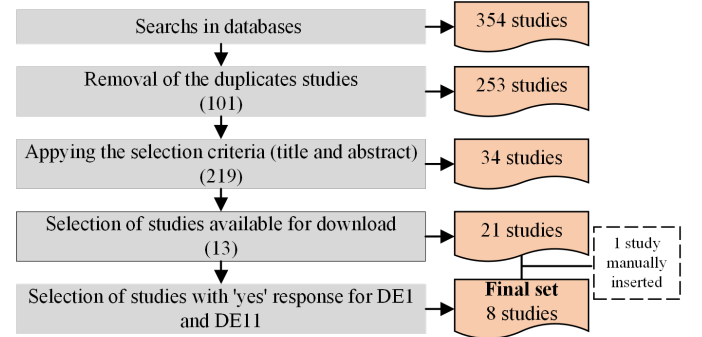 Searchs in databases
354 studies
Removal of the duplicates studies
(101)
253 studies
Appying the selection criteria (title and abstract)
(219)
34 studies
Selection of studies available for download
(13)
21 studies
1 study
manually
inserted
Selection of studies with 'yes' response for DE1
and DE11
Final set
8 studies